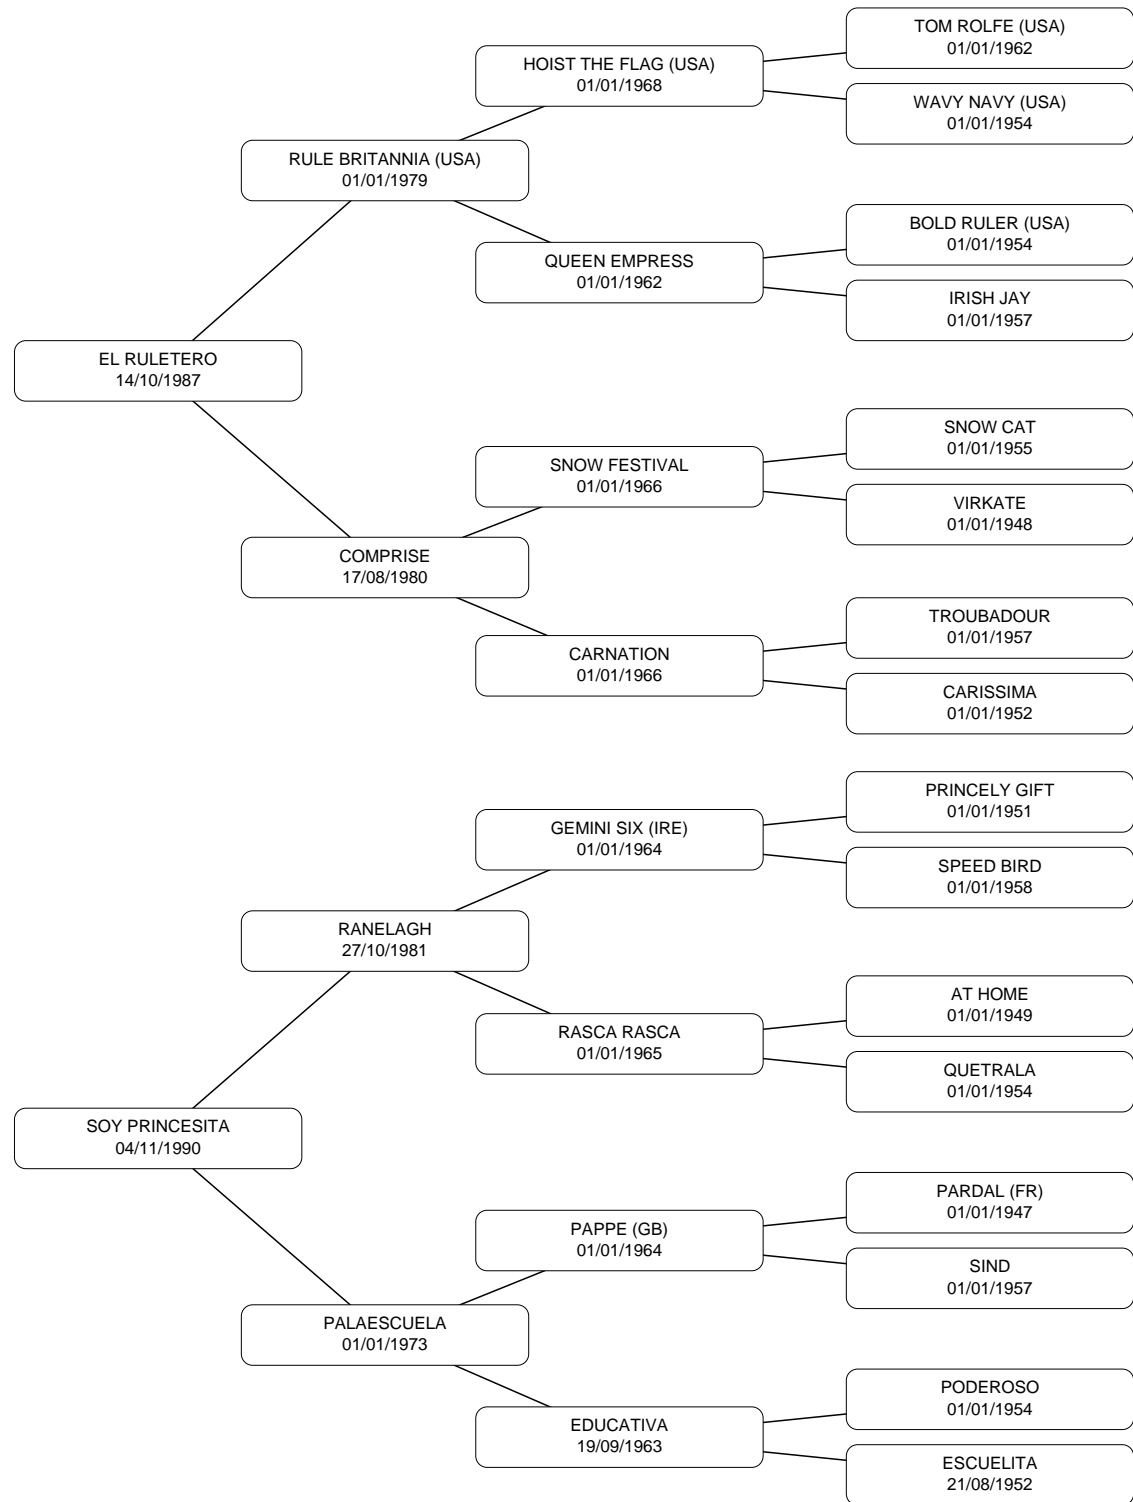 TOM ROLFE (USA)
01/01/1962
HOIST THE FLAG (USA)
01/01/1968
WAVY NAVY (USA)
01/01/1954
RULE BRITANNIA (USA)
01/01/1979
BOLD RULER (USA)
01/01/1954
QUEEN EMPRESS
01/01/1962
IRISH JAY
01/01/1957
EL RULETERO
14/10/1987
SNOW CAT
01/01/1955
SNOW FESTIVAL
01/01/1966
VIRKATE
01/01/1948
COMPRISE
17/08/1980
TROUBADOUR
01/01/1957
CARNATION
01/01/1966
CARISSIMA
01/01/1952
PRINCELY GIFT
01/01/1951
GEMINI SIX (IRE)
01/01/1964
SPEED BIRD
01/01/1958
RANELAGH
27/10/1981
AT HOME
01/01/1949
RASCA RASCA
01/01/1965
QUETRALA
01/01/1954
SOY PRINCESITA
04/11/1990
PARDAL (FR)
01/01/1947
PAPPE (GB)
01/01/1964
SIND
01/01/1957
PALAESCUELA
01/01/1973
PODEROSO
01/01/1954
EDUCATIVA
19/09/1963
ESCUELITA
21/08/1952